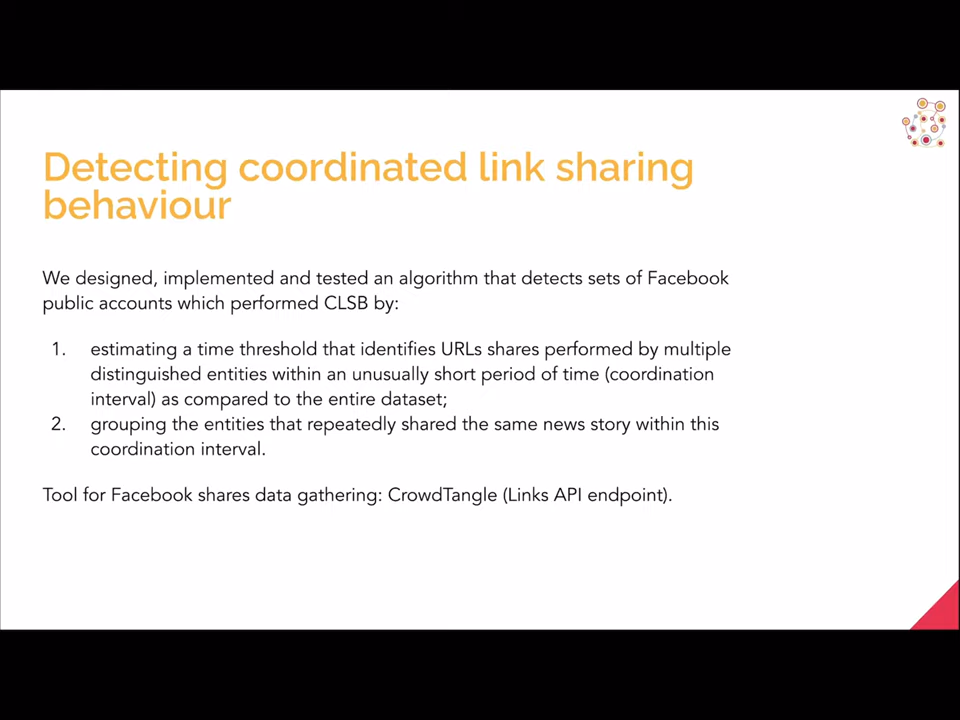 Detecting coordinated link sharing
behaviour
We designed, implemented and tested an algorithm that detects sets of Facebook
public accounts which performed CLSB by:
1. estimating a time threshold that identifies URLs shares performed by multiple
distinguished entities within an unusually short period of time (coordination
interval) as compared to the entire dataset;
2. grouping the entities that repeatedly shared the same news story within this
coordination interval.
Tool for Facebook shares data gathering: CrowdTangle (Links API endpoint).